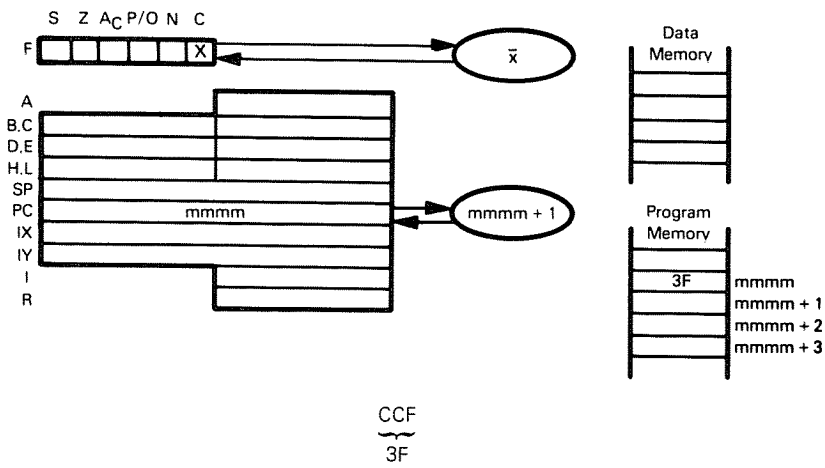 S Z AC P/O N C
F X
x̄
Data
Memory
A
B,C
D,E
H,L
SP
PC mmmm
mmmm + 1
IX
IY
I
R
Program
Memory
3F mmmm
mmmm + 1
mmmm + 2
mmmm + 3
CCF
3F